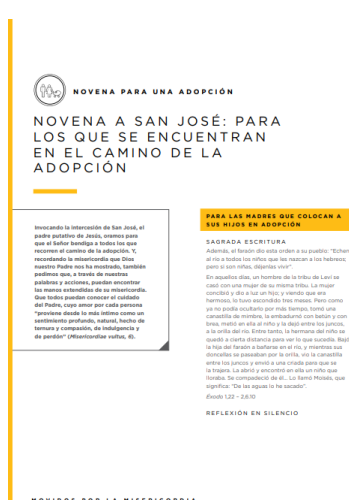 NOVENA PARA UNA ADOPCIÓN
NOVENA A SAN JOSÉ: PARA
LOS QUE SE ENCUENTRAN
EN EL CAMINO DE LA
ADOPCIÓN
Invocando la intercesión de San José, el
padre putativo de Jesús, oramos para
que el Señor bendiga a todos los que
recorren el camino de la adopción. Y,
recordando la misericordia que Dios
nuestro Padre nos ha mostrado, también
pedimos que, a través de nuestras
palabras y acciones, puedan encontrar
las manos extendidas de su misericordia.
Que todos puedan conocer el cuidado
del Padre, cuyo amor por cada persona
“proviene desde lo más íntimo como un
sentimiento profundo, natural, hecho de
ternura y compasión, de indulgencia y
de perdón” (Misericordiae vultus, 6).
PARA LAS MADRES QUE COLOCAN A
SUS HIJOS EN ADOPCIÓN
SAGRADA ESCRITURA
Además, el faraón dio esta orden a su pueblo: “Echen
al río a todos los niños que les nazcan a los hebreos;
pero si son niñas, déjenlas vivir”.
En aquellos días, un hombre de la tribu de Leví se
casó con una mujer de su misma tribu. La mujer
concibió y dio a luz un hijo; y viendo que era
hermoso, lo tuvo escondido tres meses. Pero como
ya no podía ocultarlo por más tiempo, tomó una
canastilla de mimbre, la embadurnó con betún y con
brea, metió en ella al niño y la dejó entre los juncos,
a la orilla del río. Entre tanto, la hermana del niño se
quedó a cierta distancia para ver lo que sucedía. Bajó
la hija del faraón a bañarse en el río, y mientras sus
doncellas se paseaban por la orilla, vio la canastilla
entre los juncos y envió a una criada para que se
la trajera. La abrió y encontró en ella un niño que
lloraba. Se compadeció de él... Lo llamó Moisés, que
significa: “De las aguas lo he sacado”.
Éxodo 1,22 – 2,6.10
REFLEXIÓN EN SILENCIO
MOVIDOS POR LA MISERICORDIA